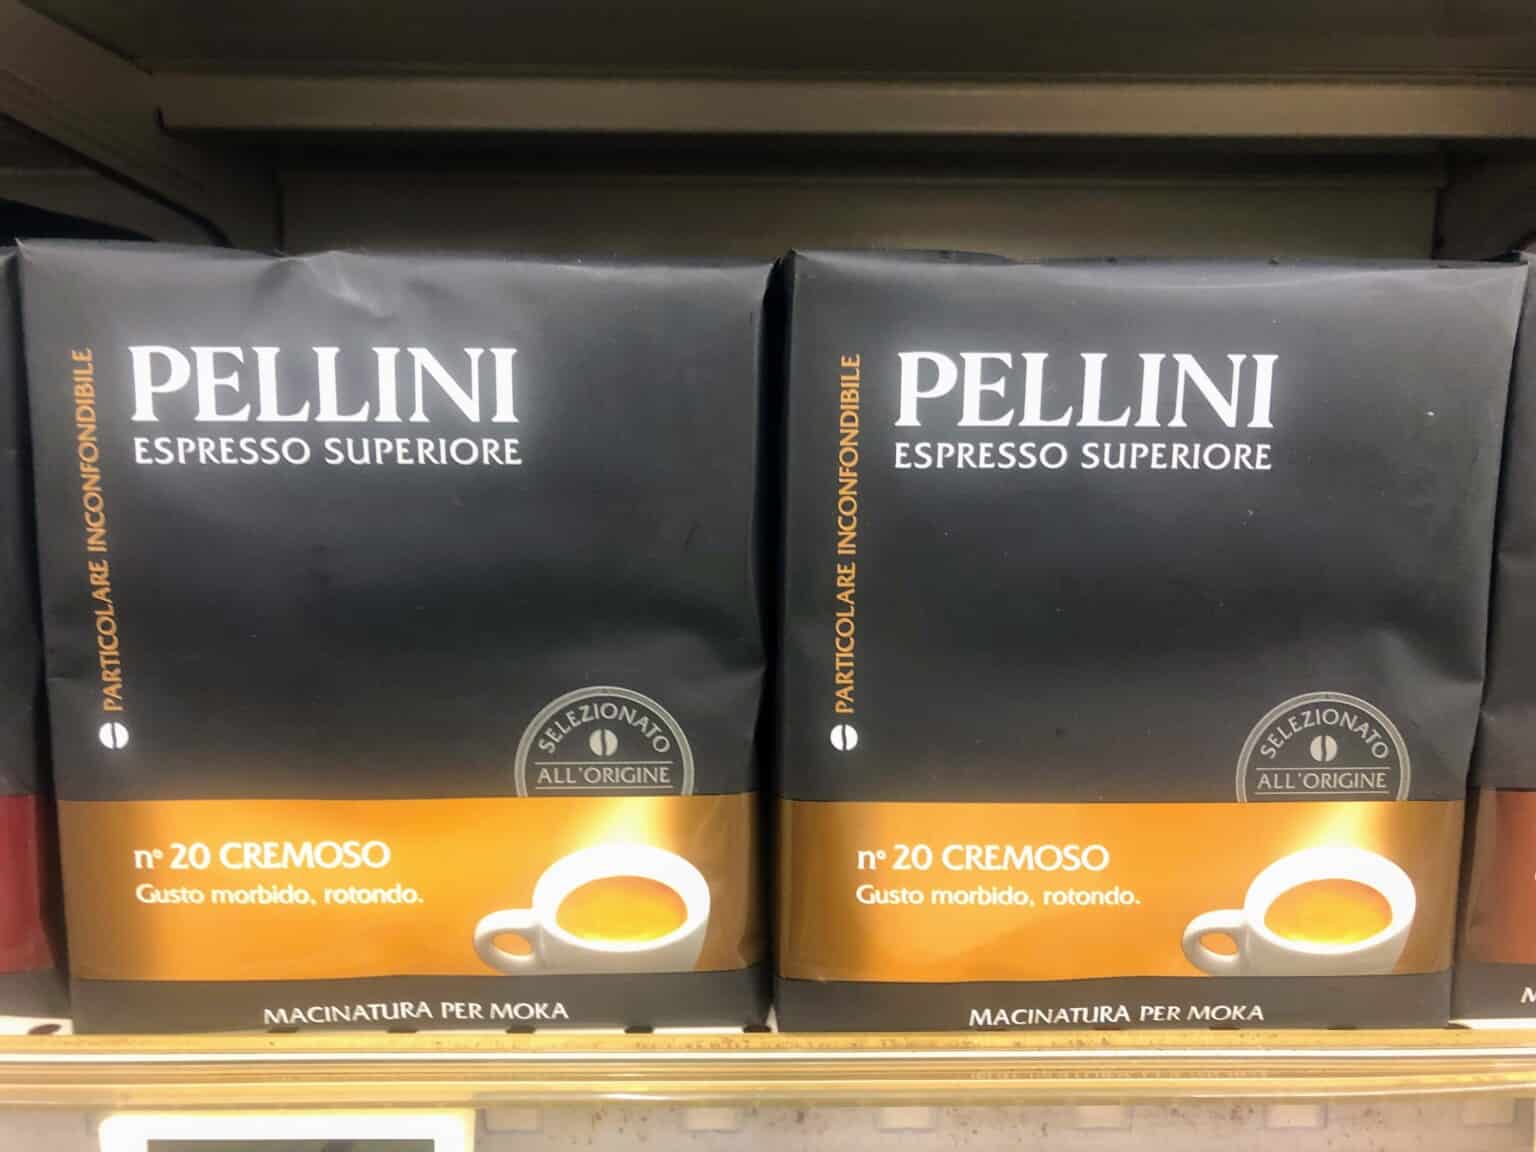 PARTICOLARE INCONFONDIBILE
PELLINI
ESPRESSO SUPERIORE
SELEZIONATO
ALL'ORIGINE
n° 20 CREMOSO
Gusto morbido, rotondo.
MACINATURA PER MOKA
PARTICOLARE INCONFONDIBILE
PELLINI
ESPRESSO SUPERIORE
SELEZIONATO
ALL'ORIGINE
n° 20 CREMOSO
Gusto morbido, rotondo.
MACINATURA PER MOKA